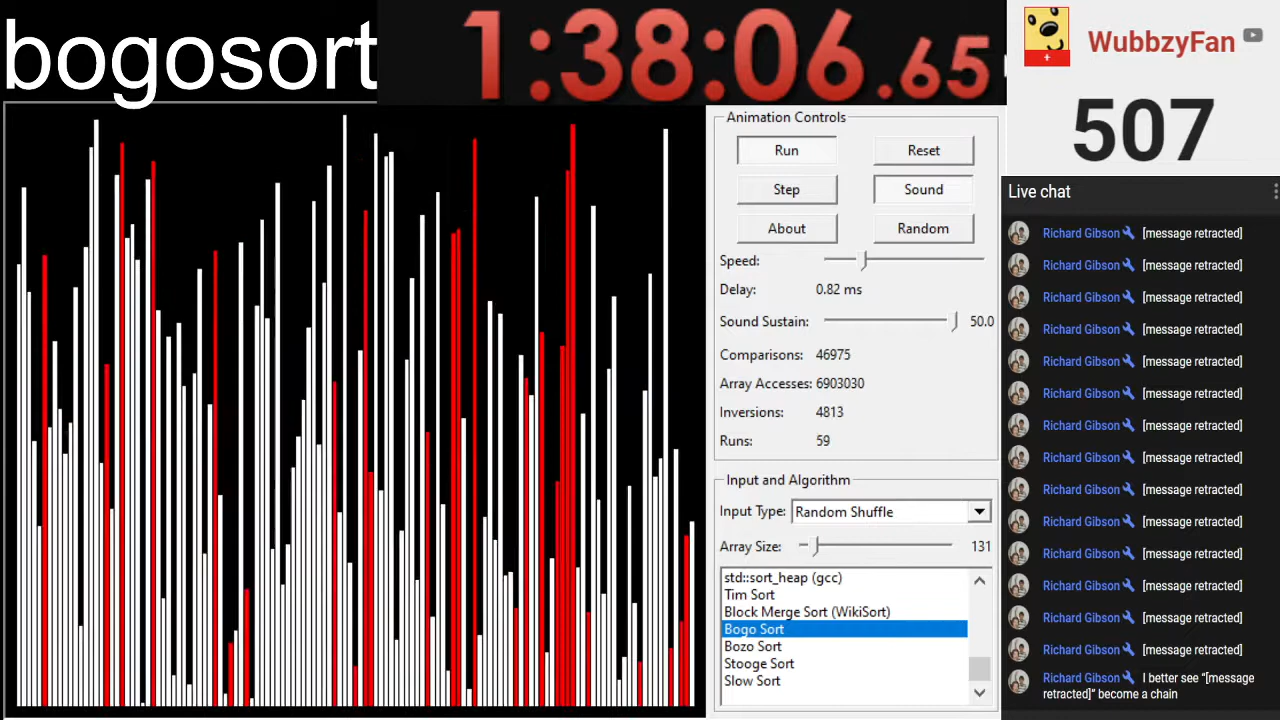 bogosort
1:38:06.65
WubbzyFan
507
Animation Controls
Run
Reset
Step
Sound
About
Random
Speed:
Delay: 0.82 ms
Sound Sustain: 50.0
Comparisons: 46975
Array Accesses: 6903030
Inversions: 4813
Runs: 59
Input and Algorithm
Input Type: Random Shuffle
Array Size: 131
std::sort_heap (gcc)
Tim Sort
Block Merge Sort (WikiSort)
Bogo Sort
Bozo Sort
Stooge Sort
Slow Sort
Live chat
Richard Gibson [message retracted]
Richard Gibson [message retracted]
Richard Gibson [message retracted]
Richard Gibson [message retracted]
Richard Gibson [message retracted]
Richard Gibson [message retracted]
Richard Gibson [message retracted]
Richard Gibson [message retracted]
Richard Gibson [message retracted]
Richard Gibson [message retracted]
Richard Gibson [message retracted]
Richard Gibson [message retracted]
Richard Gibson [message retracted]
Richard Gibson [message retracted]
Richard Gibson I better see "[message
retracted]" become a chain